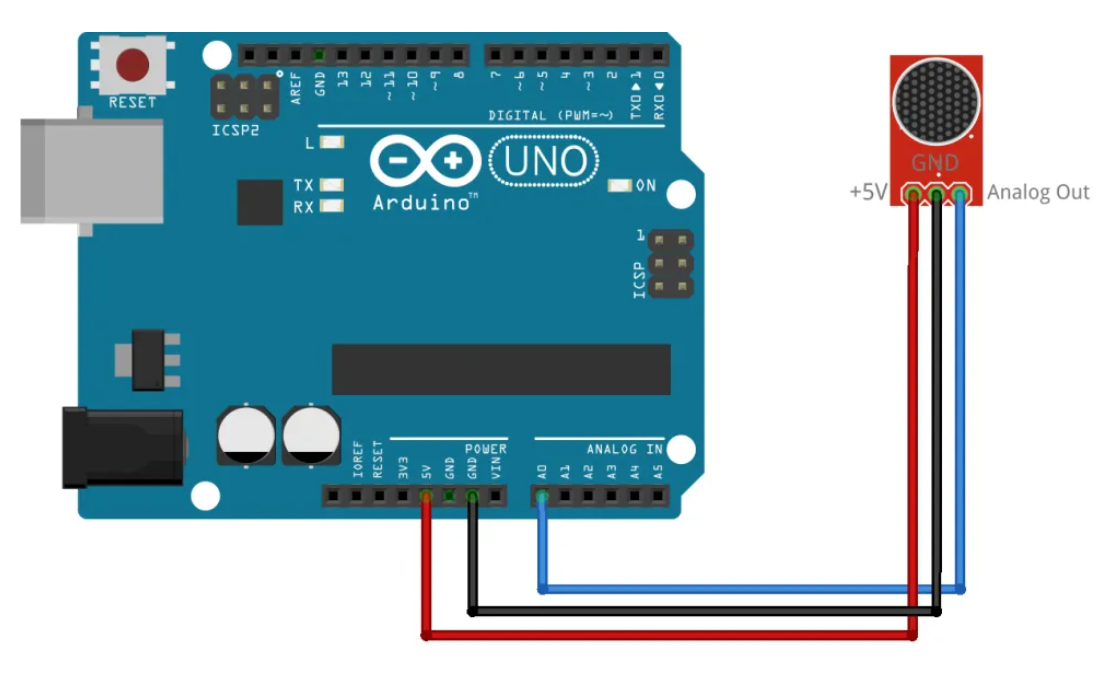 RESET
ICSP2
AREF
GND
13
12
~11
~10
~9
8
7
~6
~5
4
~3
2
TX0▶1
RX0◀0
DIGITAL (PWM=~)
L
TX
RX
UNO
Arduino™
ON
1
ICSP
GND
+5V
Analog Out
POWER
ANALOG IN
IOREF
RESET
3V3
5V
GND
GND
VIN
A0
A1
A2
A3
A4
A5